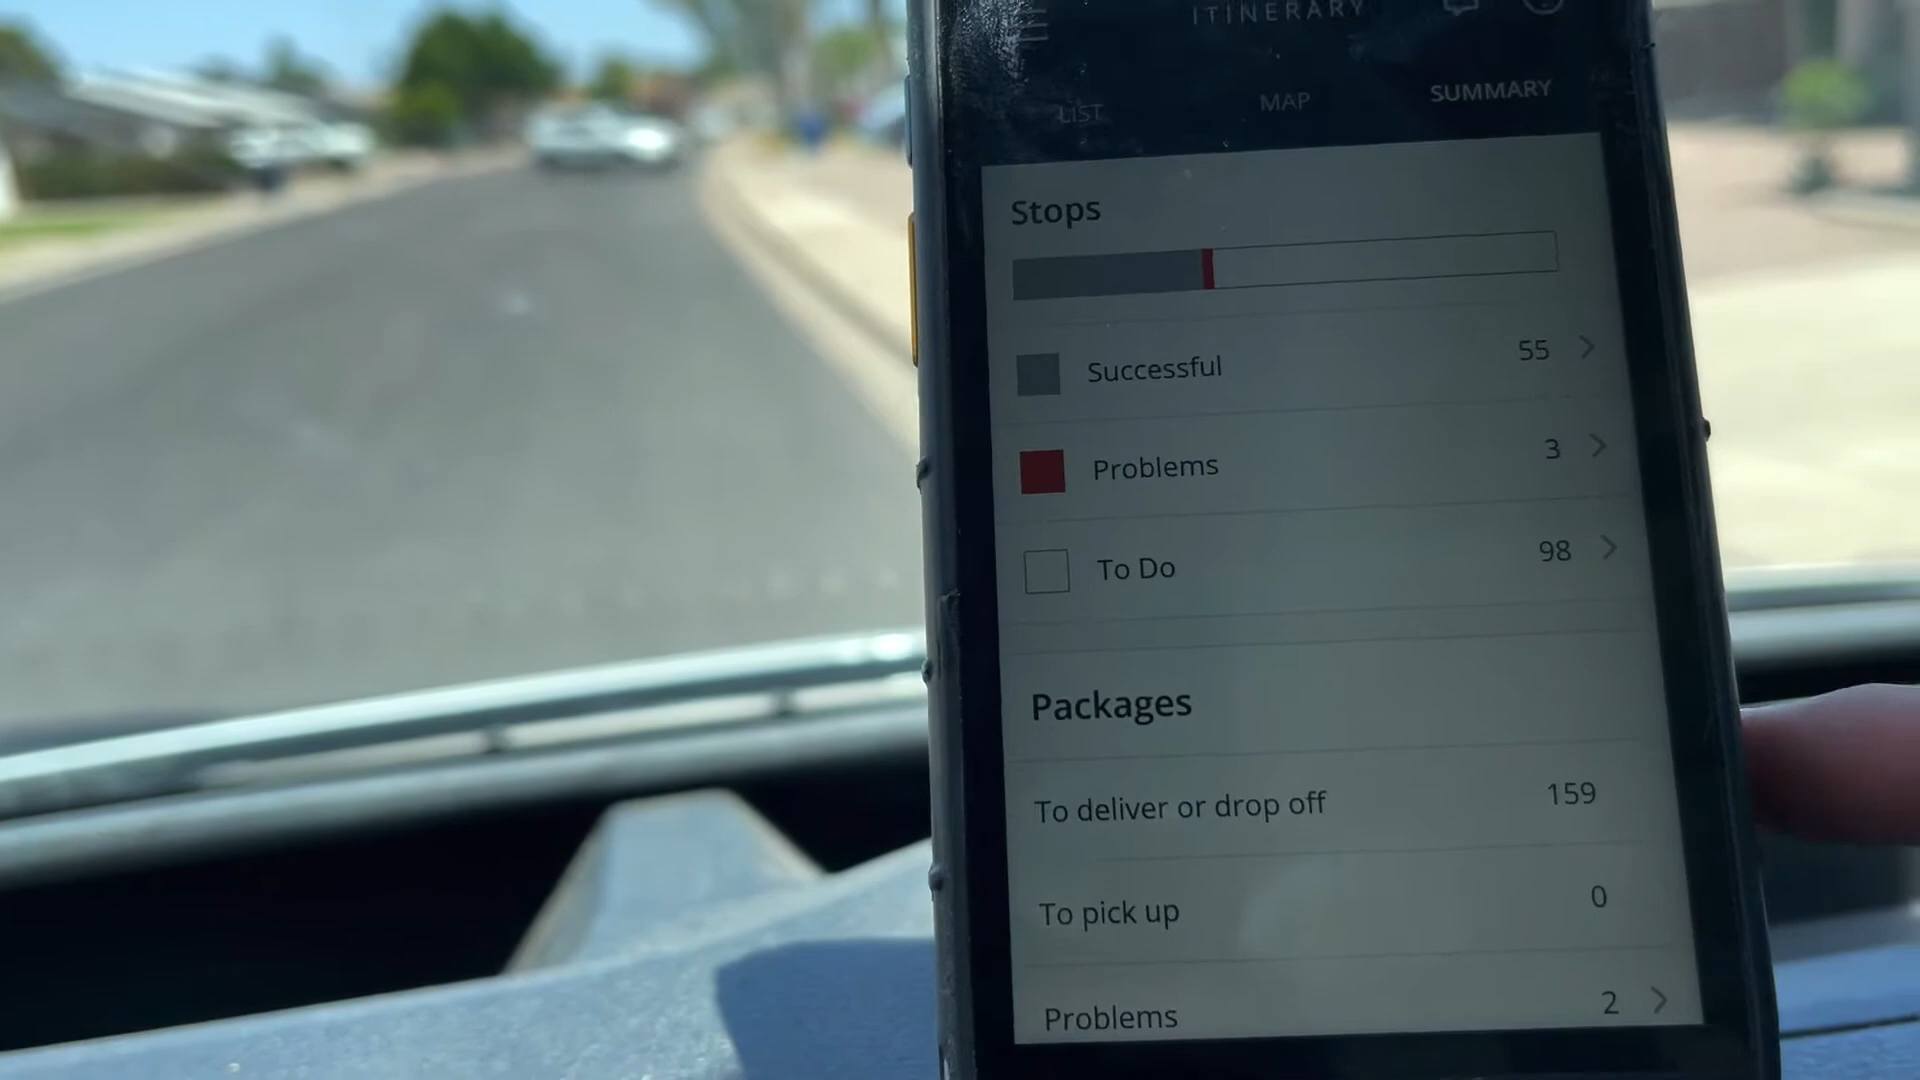 ITINERARY
LIST MAP SUMMARY
Stops
Successful 55
Problems 3
To Do 98
Packages
To deliver or drop off 159
To pick up 0
Problems 2